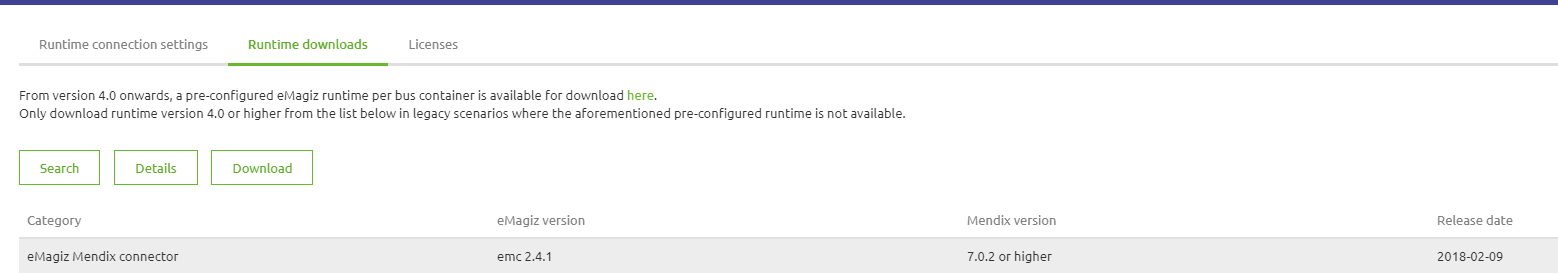 Runtime connection settings Runtime downloads Licenses
From version 4.0 onwards, a pre-configured eMagiz runtime per bus container is available for download here.
Only download runtime version 4.0 or higher from the list below in legacy scenarios where the aforementioned pre-configured runtime is not available.
Search Details Download
Category eMagiz version Mendix version Release date
eMagiz Mendix connector emc 2.4.1 7.0.2 or higher 2018-02-09